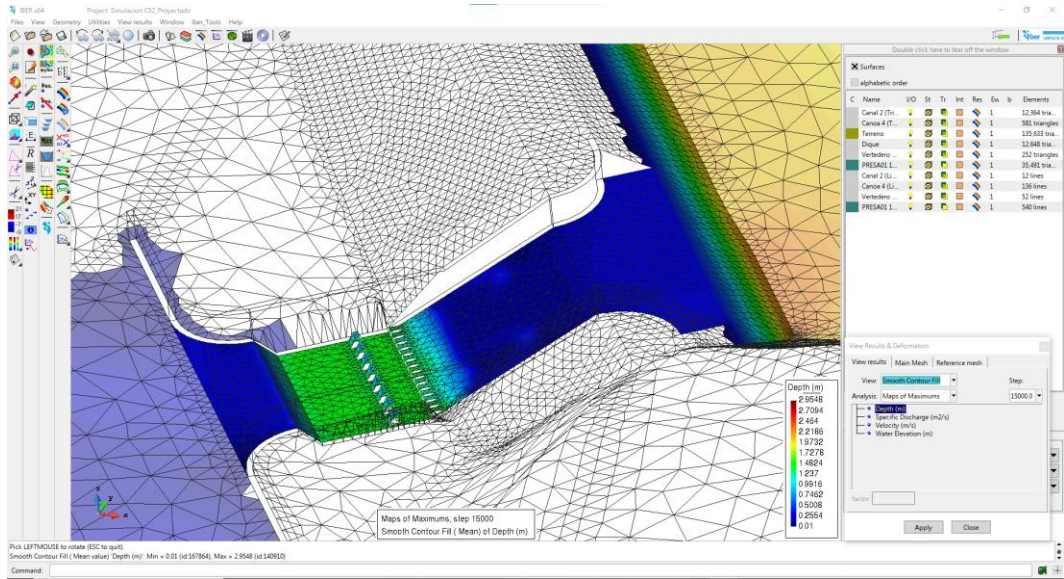 Iber x64 Project: Simulacion C52_Proyectado
Files View Geometry Utilities View results Window Iber_Tools Help
Iber
Double click here to tear off the window
Surfaces
alphabetic order
C Name I/O St Tr Int Res Ew b Elements
Canal 2 (Tri... 1 12,364 tria...
Canoa 4 (T... 1 581 triangles
Terreno 1 135,633 tria...
Dique 1 12,648 tria...
Vertedero ... 1 252 triangles
PRESA01 1... 1 35,491 tria...
Canal 2 (Li... 1 12 lines
Canoa 4 (Li... 1 136 lines
Vertedero ... 1 52 lines
PRESA01 1... 1 540 lines
View Results & Deformation
View results Main Mesh Reference mesh
View: Smooth Contour Fill Step:
Analysis: Maps of Maximums 15000.0
Depth (m)
Specific Discharge (m2/s)
Velocity (m/s)
Water Elevation (m)
factor:
Apply Close
Depth (m)
2.9548
2.7094
2.464
2.2186
1.9732
1.7278
1.4824
1.237
0.9916
0.7462
0.5008
0.2554
0.01
z
y
x
Maps of Maximums, step 15000
Smooth Contour Fill ( Mean) of Depth (m).
Pick LEFTMOUSE to rotate (ESC to quit).
Smooth Contour Fill ( Mean value) 'Depth (m)': Min = 0.01 (id:167864), Max = 2.9548 (id:140910)
Command: